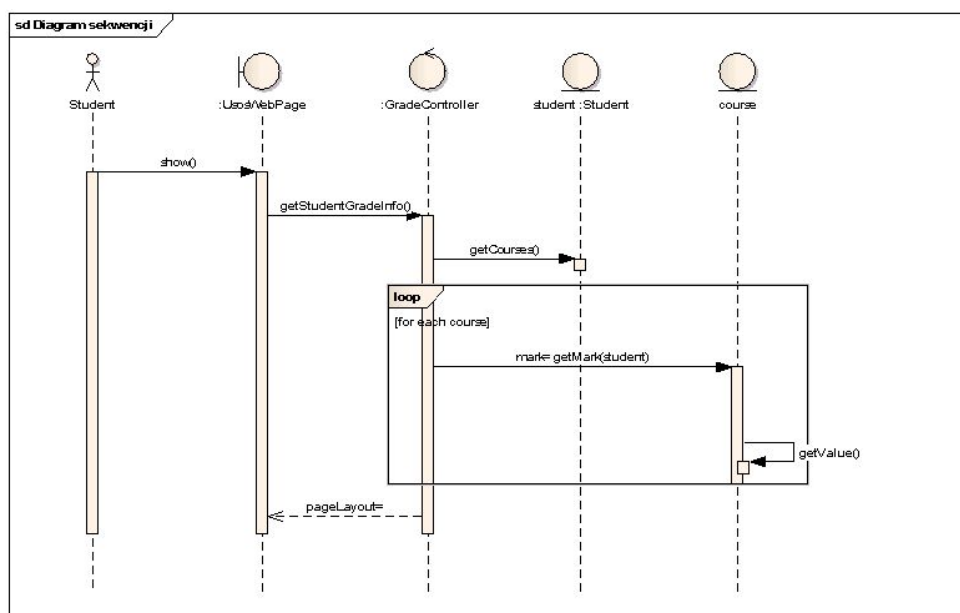 sd Diagram sekwencji
Student
:UsosWebPage
:GradeController
student :Student
course
show()
getStudentGradeInfo()
getCourses()
loop
[for each course]
mark= getMark(student)
getValue()
pageLayout=